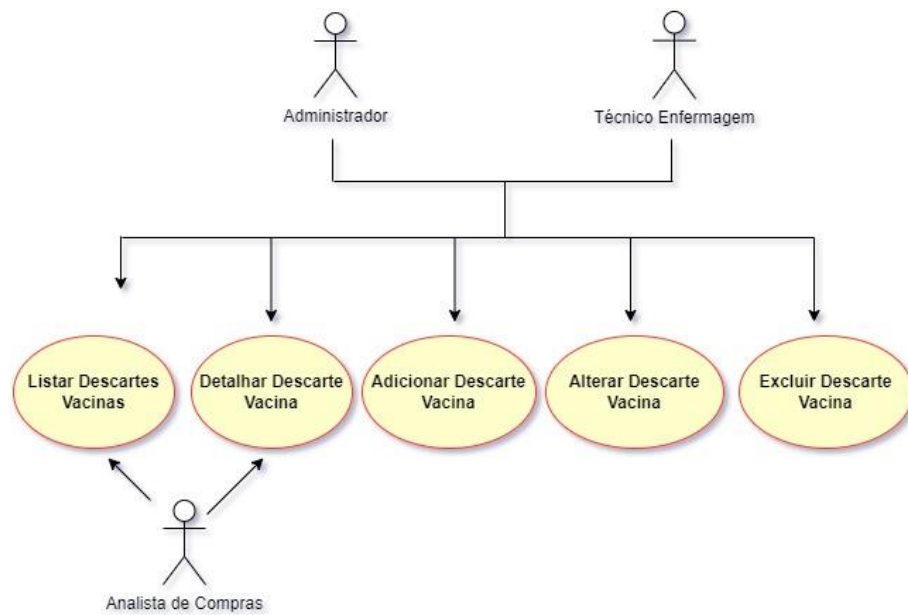 Administrador
Técnico Enfermagem
Listar Descartes
Vacinas
Detalhar Descarte
Vacina
Adicionar Descarte
Vacina
Alterar Descarte
Vacina
Excluir Descarte
Vacina
Analista de Compras